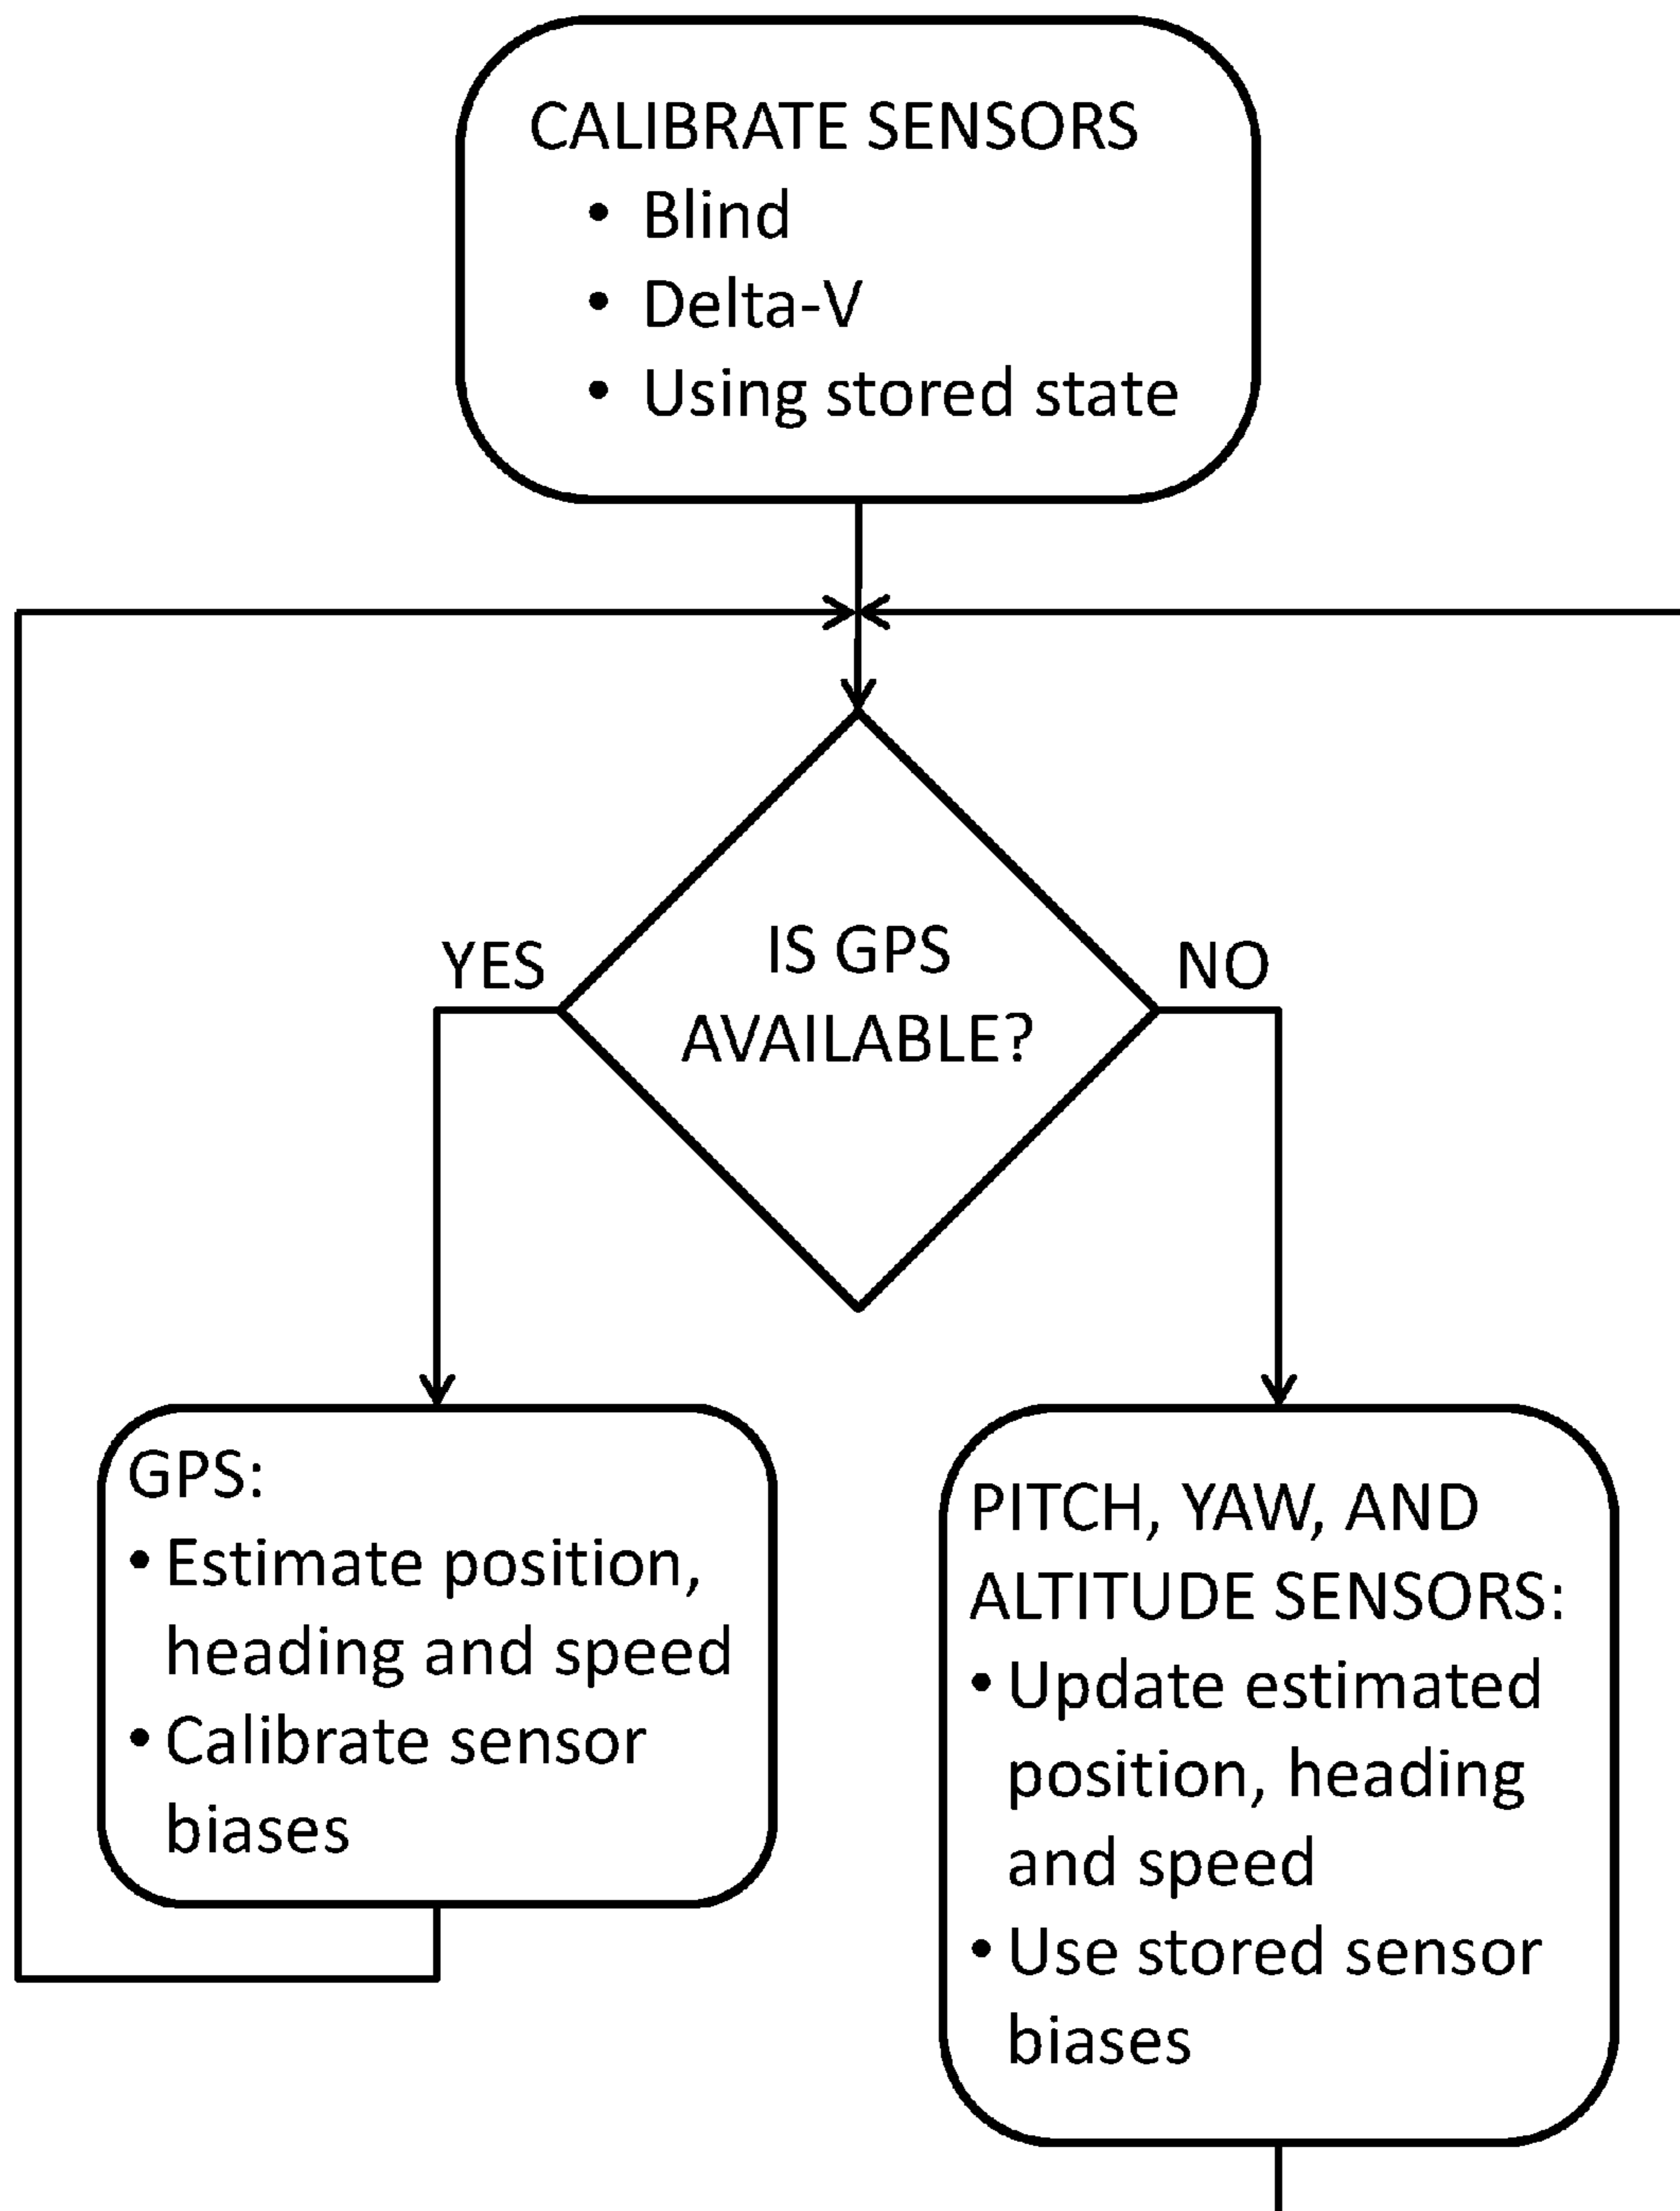 CALIBRATE SENSORS
• Blind
• Delta-V
• Using stored state
IS GPS
AVAILABLE?
YES
NO
GPS:
• Estimate position,
heading and speed
• Calibrate sensor
biases
PITCH, YAW, AND
ALTITUDE SENSORS:
• Update estimated
position, heading
and speed
• Use stored sensor
biases